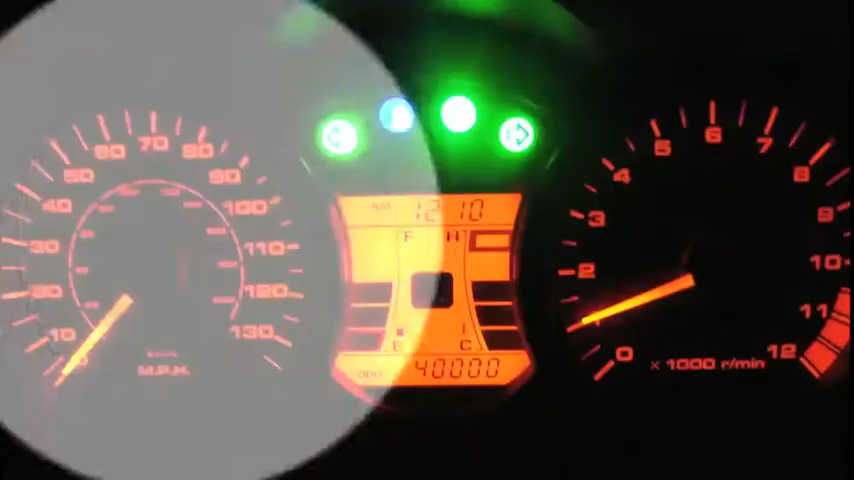 12 10
F H
I
E C
ODO 40000
10 20 30 40 50 60 70 80 90 100 110 120 130
M.P.H.
0 2 3 4 5 6 7 8 9 10 11 12
x 1000 r/min